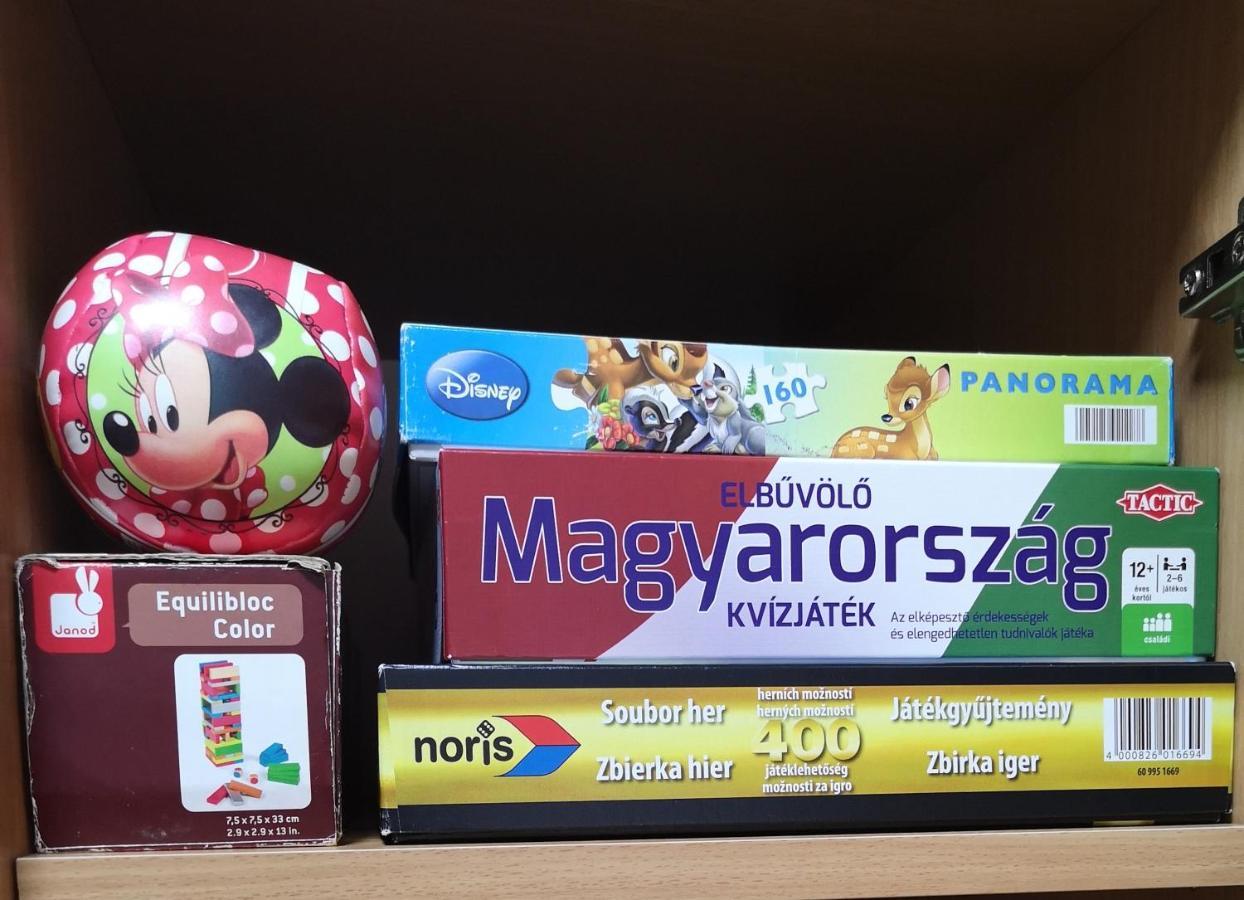 DISNEY
160
PANORAMA
ELBŰVÖLŐ
Magyarország
KVÍZJÁTÉK
Az elképesztő érdekességek
és elengedhetetlen tudnivalók játéka
TACTIC
12+
éves
kortól
2–6
játékos
családi
Janod
Equilibloc
Color
7,5 x 7,5 x 33 cm
2.9 x 2.9 x 13 in.
noris
Soubor her
Zbierka hier
herních možností
herných možností
400
játéklehetőség
možnosti za igro
Játékgyűjtemény
Zbirka iger
4 000826 016694
60 995 1669